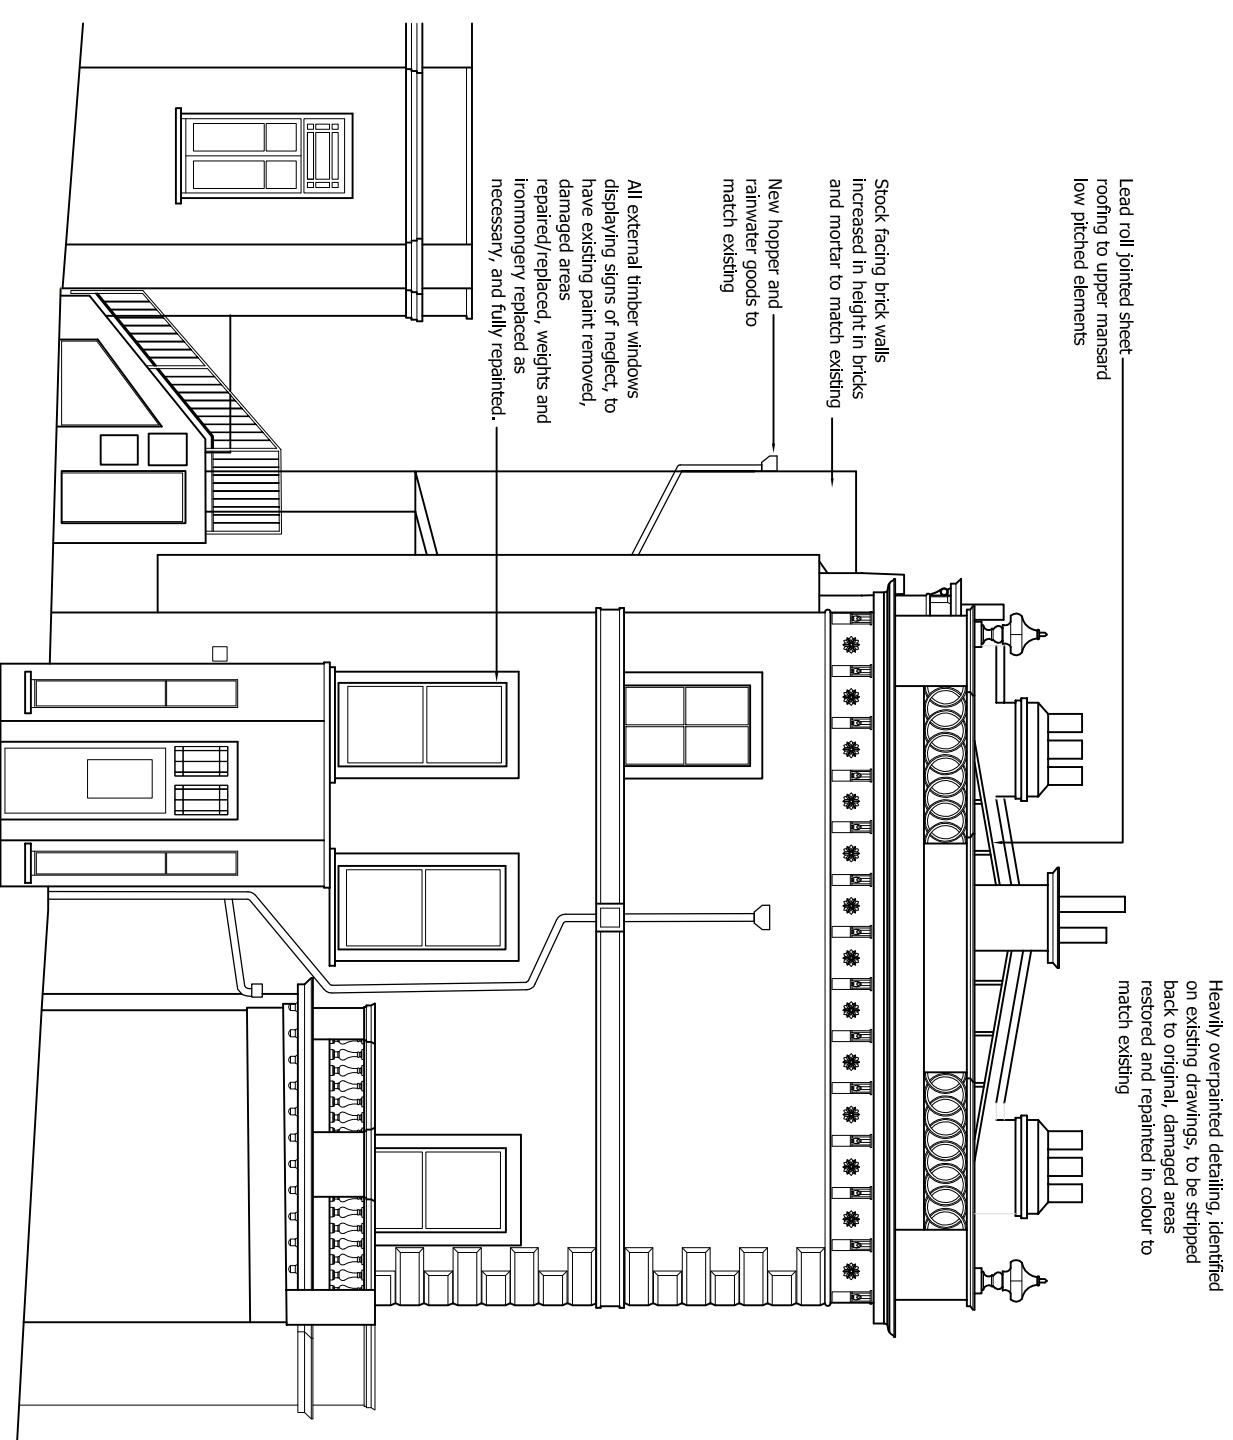 Heavily overpainted detailing, identified
on existing drawings, to be stripped
back to original, damaged areas
restored and repainted in colour to
match existing
Lead roll jointed sheet
roofing to upper mansard
low pitched elements
Stock facing brick walls
increased in height in bricks
and mortar to match existing
New hopper and
rainwater goods to
match existing
All external timber windows
displaying signs of neglect, to
have existing paint removed,
damaged areas
repaired/replaced, weights and
ironmongery replaced as
necessary, and fully repainted.